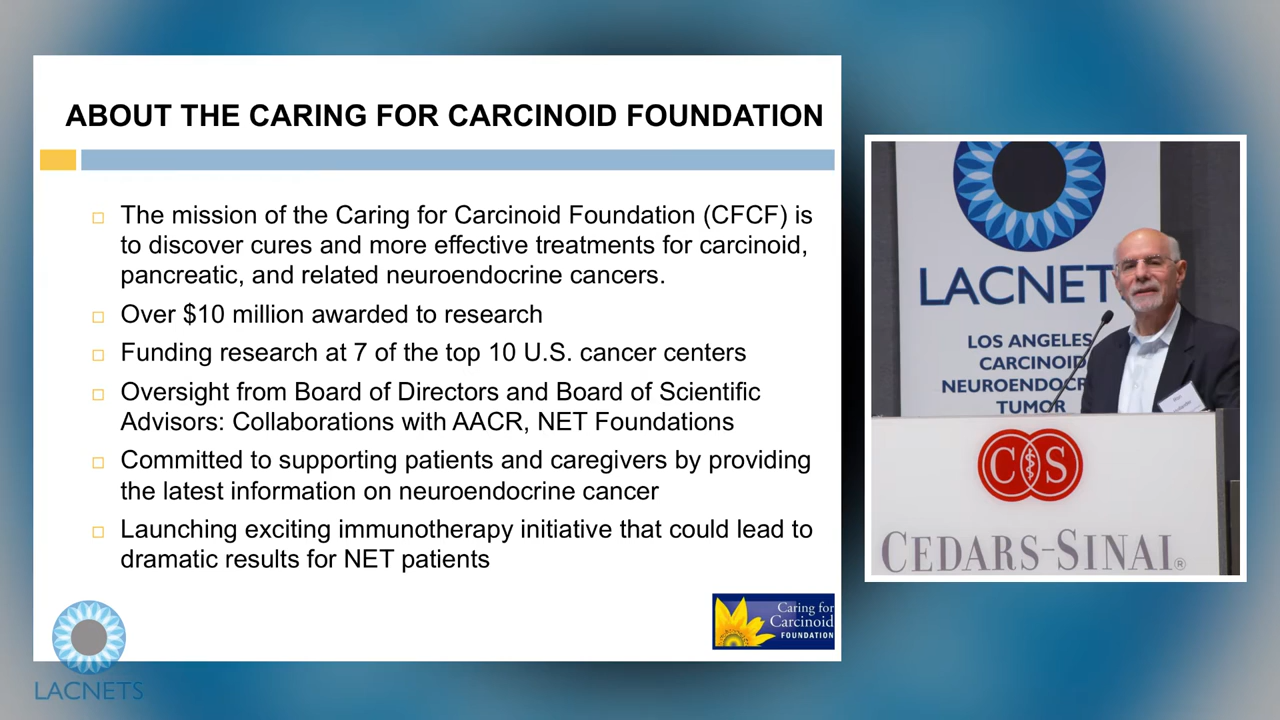 ABOUT THE CARING FOR CARCINOID FOUNDATION
□ The mission of the Caring for Carcinoid Foundation (CFCF) is
to discover cures and more effective treatments for carcinoid,
pancreatic, and related neuroendocrine cancers.
□ Over $10 million awarded to research
□ Funding research at 7 of the top 10 U.S. cancer centers
□ Oversight from Board of Directors and Board of Scientific
Advisors: Collaborations with AACR, NET Foundations
□ Committed to supporting patients and caregivers by providing
the latest information on neuroendocrine cancer
□ Launching exciting immunotherapy initiative that could lead to
dramatic results for NET patients
Caring for
Carcinoid
FOUNDATION
LACNETS
LACNET
LOS ANGELES
CARCINOID
NEUROENDOCR
TUMOR
CS
CEDARS-SINAI®